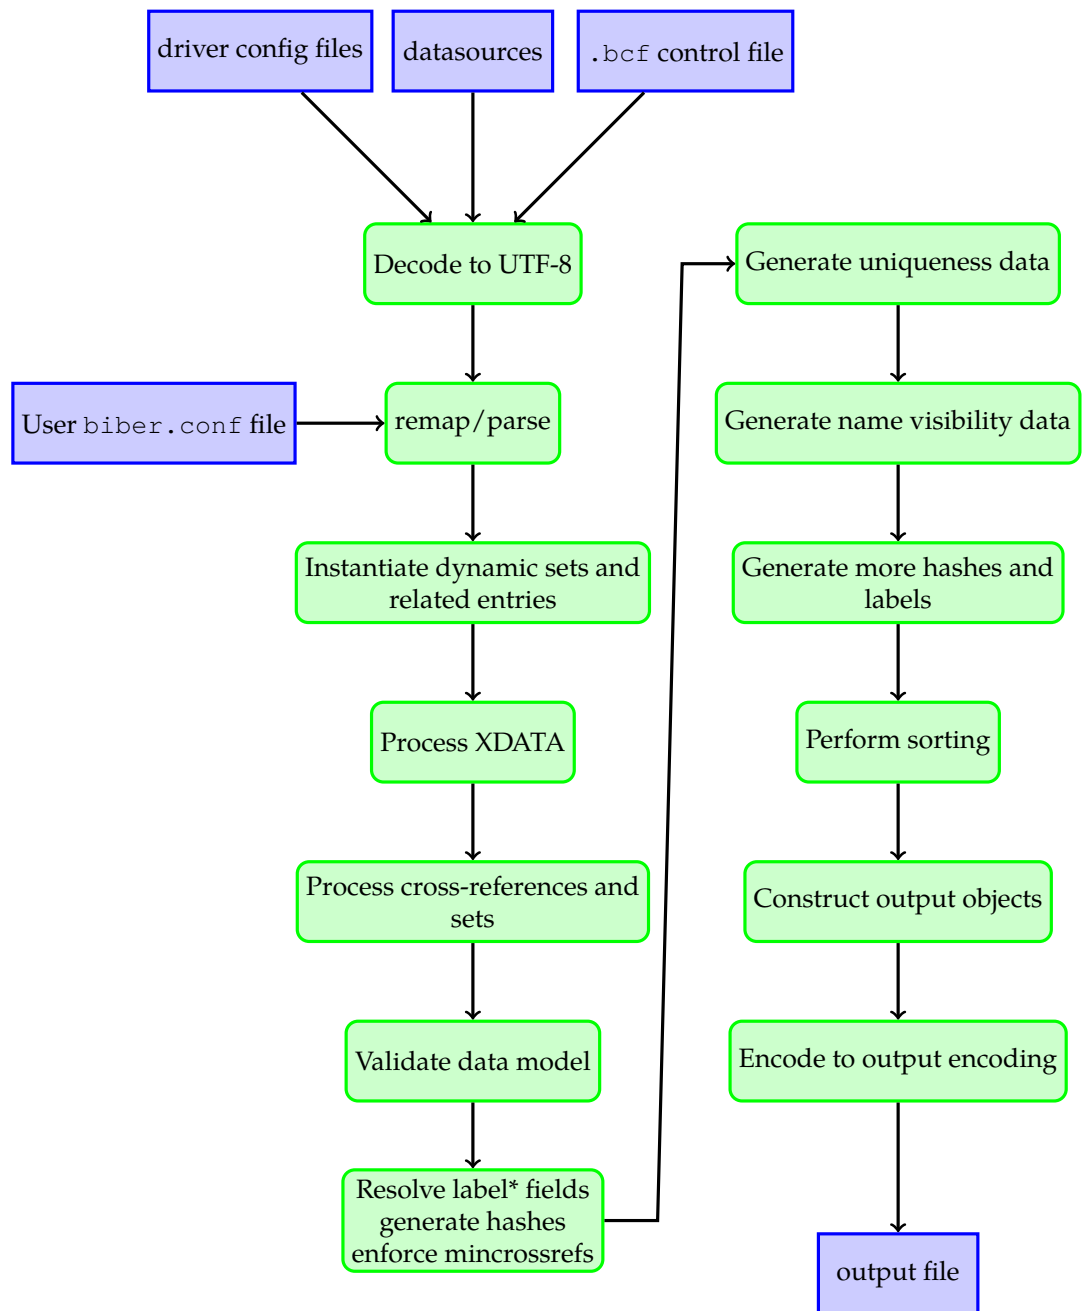 driver config files
datasources
.bcf control file
Decode to UTF-8
User biber.conf file
remap/parse
Instantiate dynamic sets and
related entries
Process XDATA
Process cross-references and
sets
Validate data model
Resolve label* fields
generate hashes
enforce mincrossrefs
Generate uniqueness data
Generate name visibility data
Generate more hashes and
labels
Perform sorting
Construct output objects
Encode to output encoding
output file